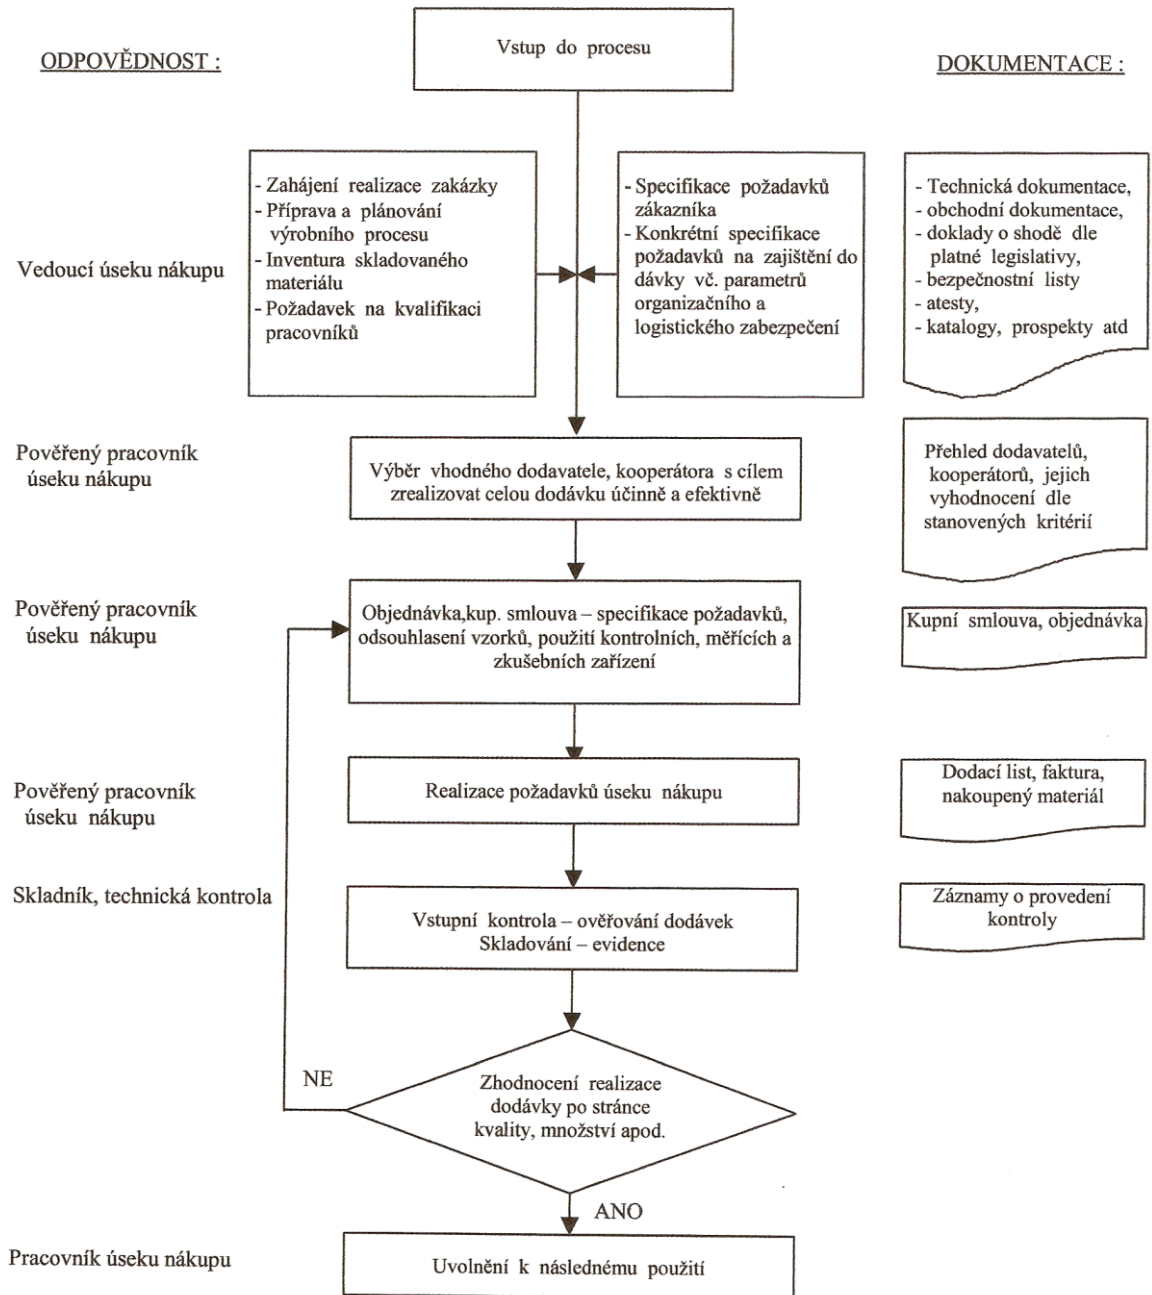 Vstup do procesu
ODPOVĚDNOST :
DOKUMENTACE :
- Zahájení realizace zakázky
- Příprava a plánování
výrobního procesu
- Inventura skladovaného
materiálu
- Požadavek na kvalifikaci
pracovníků
- Specifikace požadavků
zákazníka
- Konkrétní specifikace
požadavků na zajištění do
dávky vč. parametrů
organizačního a
logistického zabezpečení
- Technická dokumentace,
- obchodní dokumentace,
- doklady o shodě dle
platné legislativy,
- bezpečnostní listy
- atesty,
- katalogy, prospekty atd
Vedoucí úseku nákupu
Pověřený pracovník
úseku nákupu
Výběr vhodného dodavatele, kooperátora s cílem
zrealizovat celou dodávku účinně a efektivně
Přehled dodavatelů,
kooperátorů, jejich
vyhodnocení dle
stanovených kritérií
Pověřený pracovník
úseku nákupu
Objednávka,kup. smlouva – specifikace požadavků,
odsouhlasení vzorků, použití kontrolních, měřících a
zkušebních zařízení
Kupní smlouva, objednávka
Pověřený pracovník
úseku nákupu
Realizace požadavků úseku nákupu
Dodací list, faktura,
nakoupený materiál
Skladník, technická kontrola
Vstupní kontrola – ověřování dodávek
Skladování – evidence
Záznamy o provedení
kontroly
NE
Zhodnocení realizace
dodávky po stránce
kvality, množství apod.
ANO
Pracovník úseku nákupu
Uvolnění k následnému použití